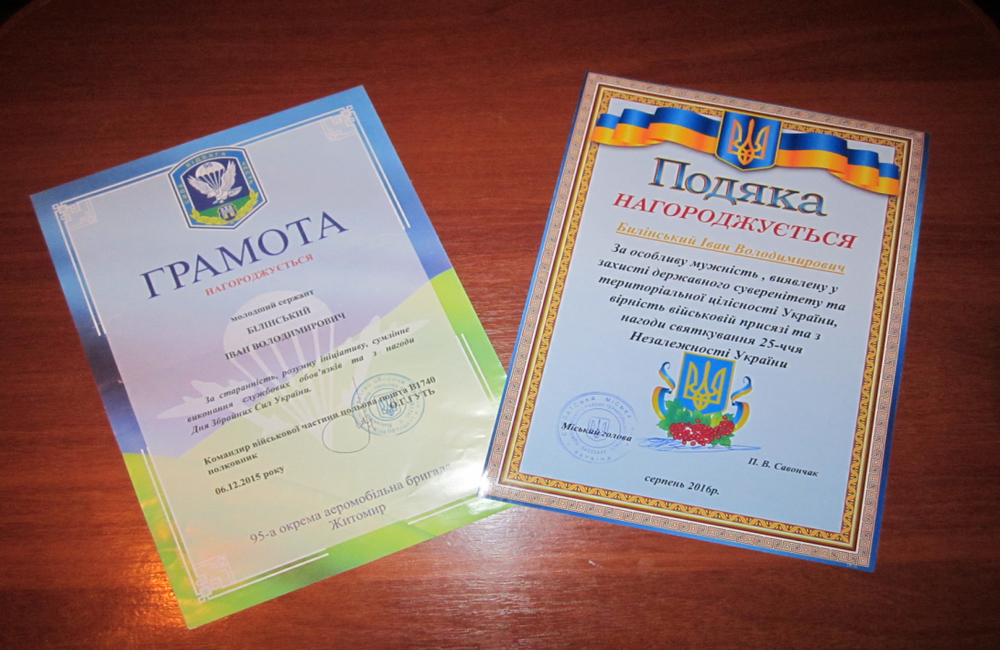 ГРАМОТА
НАГОРОДЖУЄТЬСЯ
молодший сержант
БІЛІНСЬКИЙ
ІВАН ВОЛОДИМИРОВИЧ
За старанність, розумну ініціативу, сумлінне
виконання службових обов'язків та з нагоди
Дня Збройних Сил України.
Командир військової частини польова пошта В1740
полковник О.Г.ГУТЬ
06.12.2015 року
95-а окрема аеромобільна бригада
Житомир
Подяка
НАГОРОДЖУЄТЬСЯ
Билінський Іван Володимирович
За особливу мужність , виявлену у
захисті державного суверенітету та
територіальної цілісності України,
вірність військовій присязі та з
нагоди святкування 25-ччя
Незалежності України
Міський голова
П. В. Савончак
серпень 2016р.